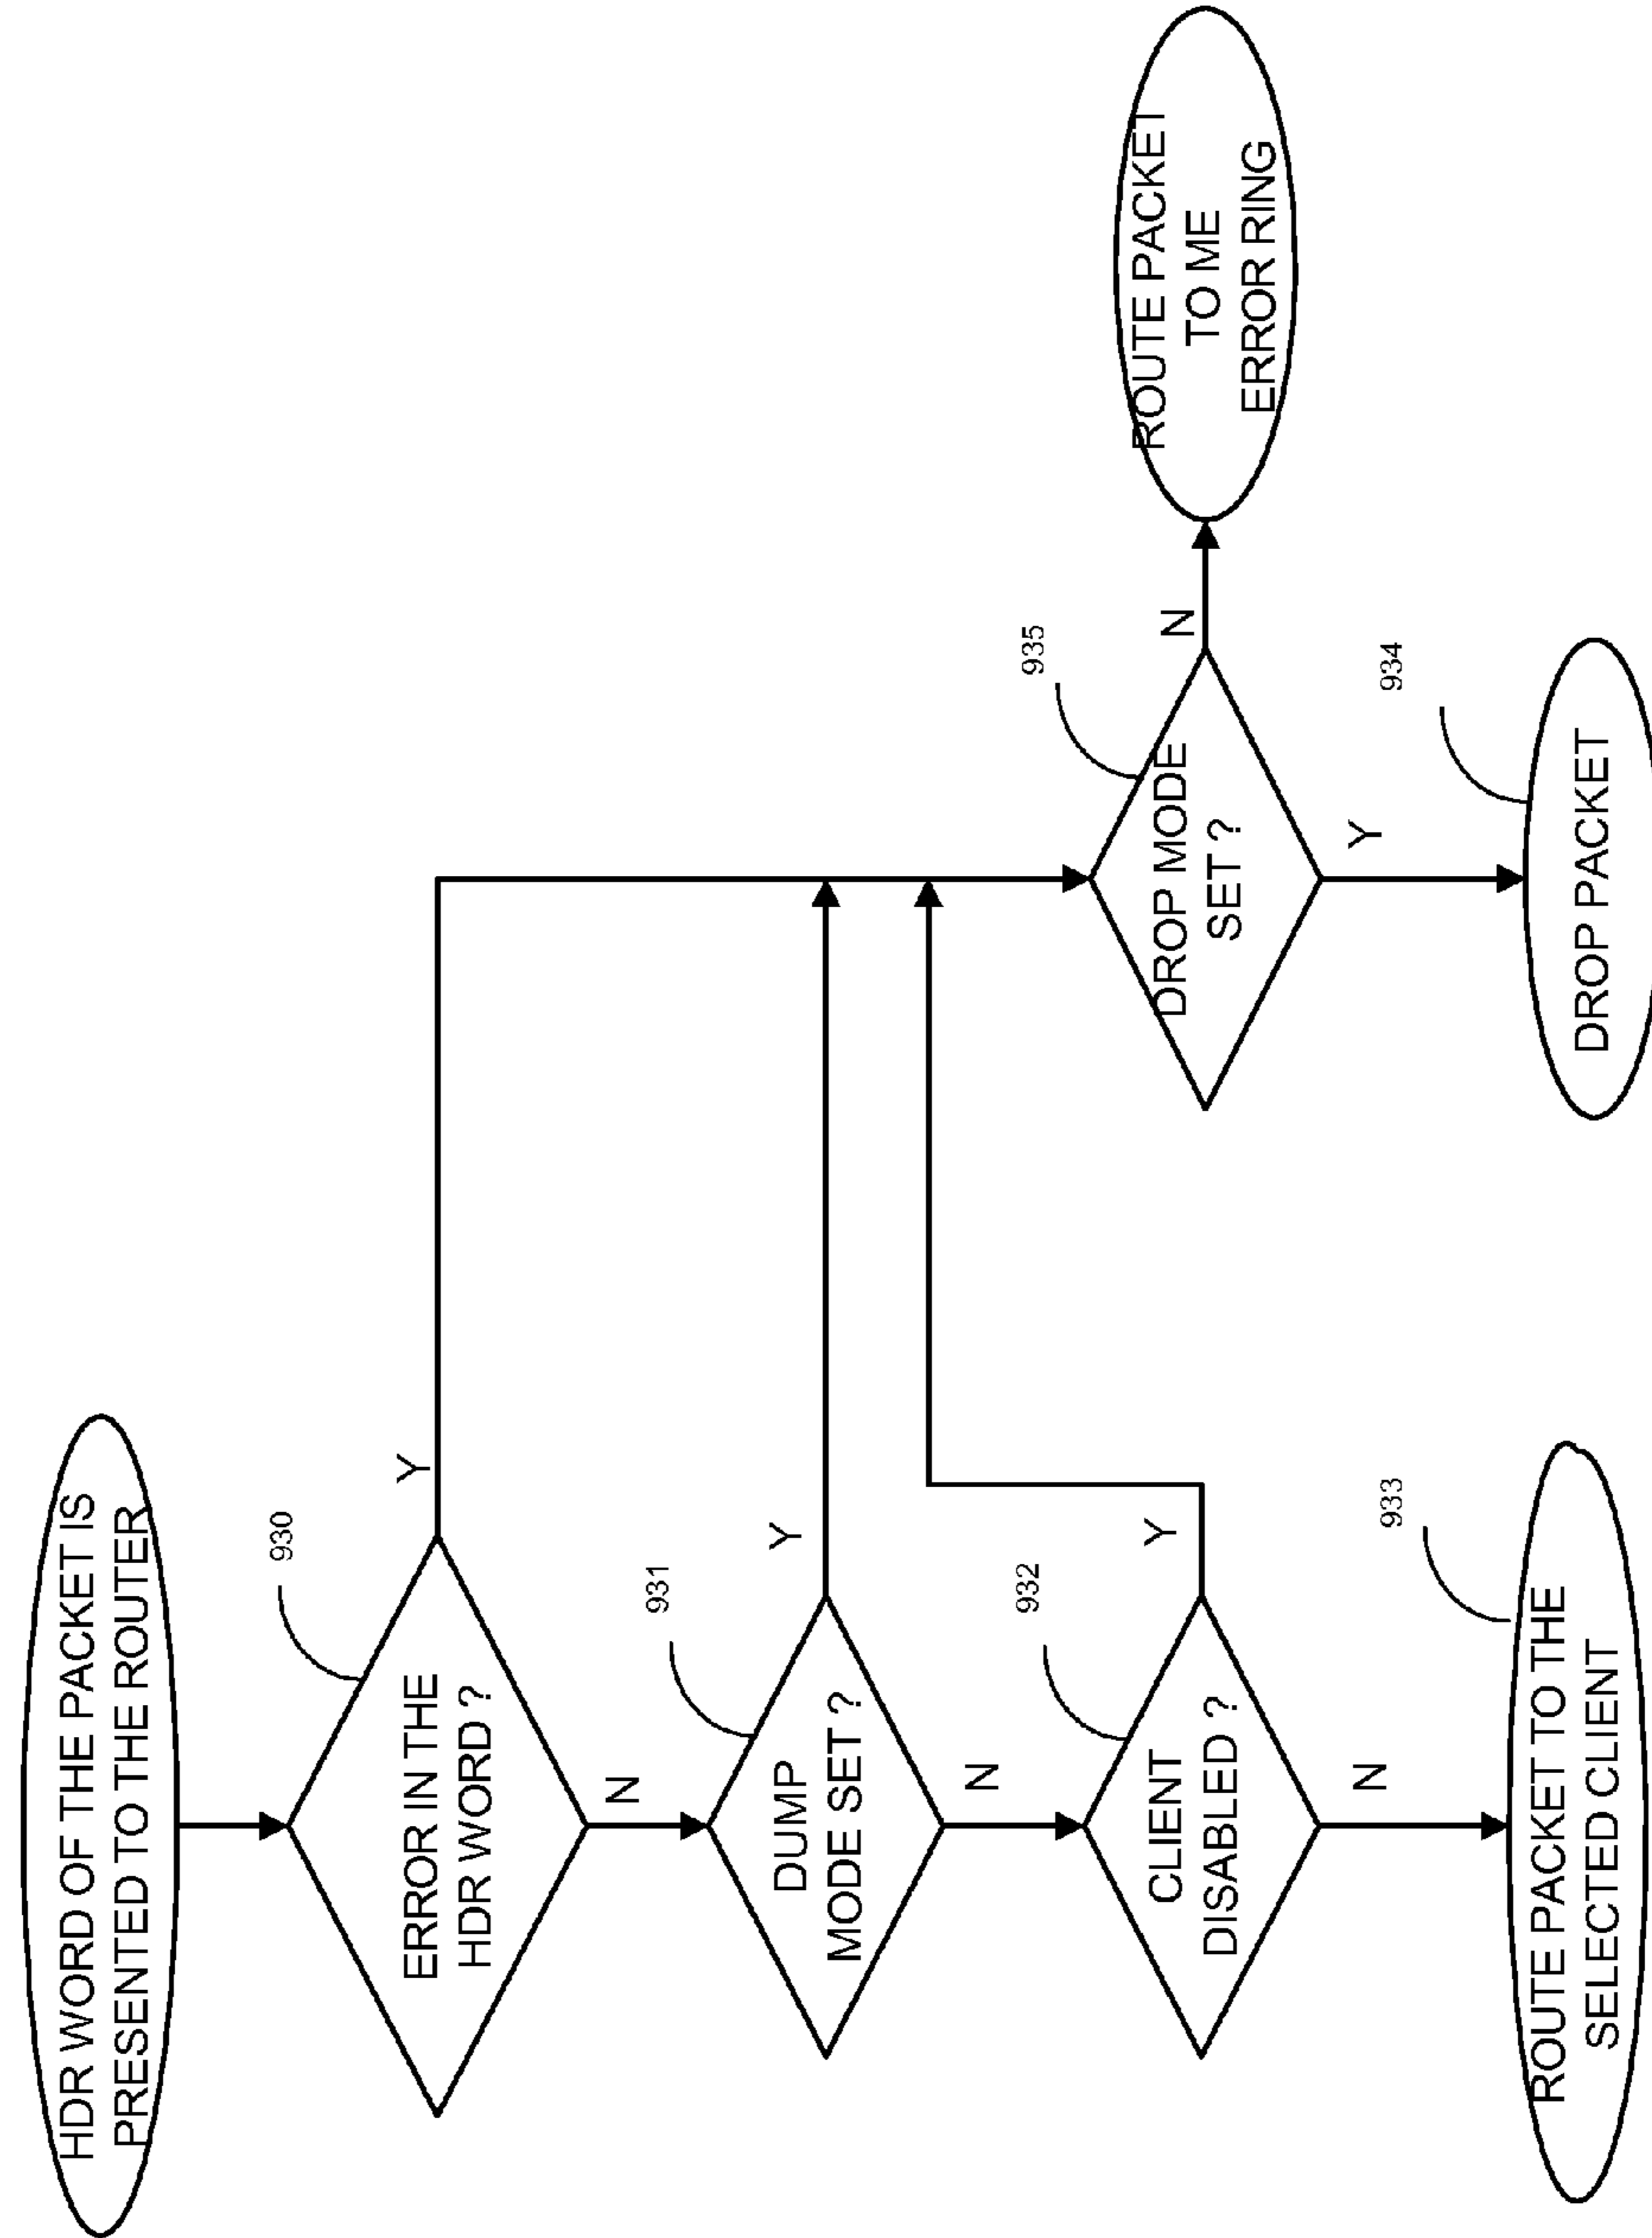 HDR WORD OF THE PACKET IS
PRESENTED TO THE ROUTER
930
ERROR IN THE
HDR WORD ?
Y
N
931
DUMP
MODE SET ?
Y
N
932
CLIENT
DISABLED ?
Y
N
933
ROUTE PACKET TO THE
SELECTED CLIENT
935
DROP MODE
SET ?
N
ROUTE PACKET
TO ME
ERROR RING
Y
934
DROP PACKET